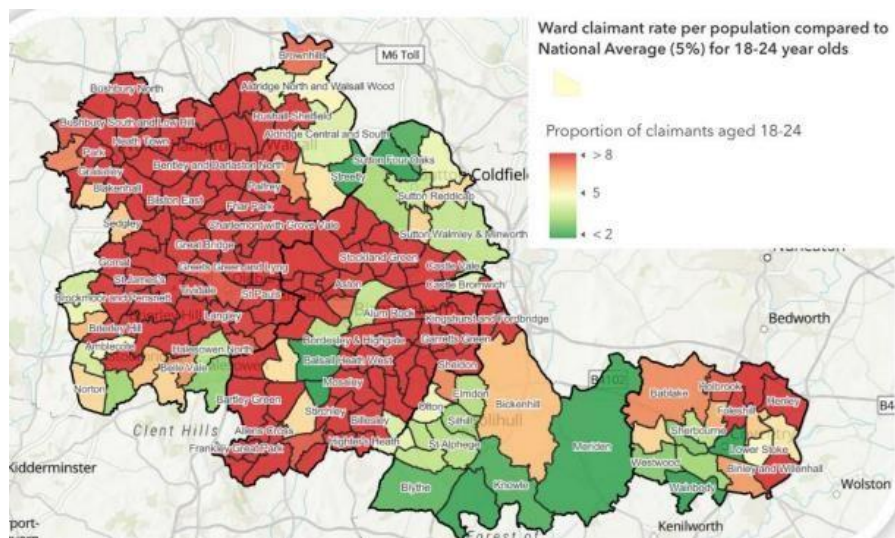 Ward claimant rate per population compared to
National Average (5%) for 18-24 year olds
Proportion of claimants aged 18-24
> 8
5
< 2
M6 Toll
Brownhills
Bushbury North
Aldridge North and Walsall Wood
Rushall-Shelfield
Bushbury South and Low Hill
Heath Town
Aldridge Central and South
Park
Graiseley
Bentley and Darlaston North
Streetly
Sutton Four Oaks
Coldfield
Blakenhall
Bilston East
Friar Park
Palfrey
Sutton Reddicap
Sedgley
Charlemont with Grove Vale
Sutton Walmley & Minworth
Great Bridge
Stockland Green
Gornal
Greets Green and Lyng
St James's
Castle Vale
Brockmoor and Pensnett
Tividale
St Pauls
Aston
Castle Bromwich
Brierley Hill
Langley
Alum Rock
Kingshurst and Fordbridge
Amblecote
Halesowen North
Bordesley & Highgate
Garretts Green
Belle Vale
Balsall Heath West
Sheldon
Norton
Moseley
Bartley Green
Elmdon
Bickenhill
Stirchley
Olton
Silhill
Allens Cross
Billesley
Frankley Great Park
Highter's Heath
St Alphege
Meriden
Blythe
Knowle
Clent Hills
Kidderminster
Nuneaton
Bedworth
B4102
Bablake
Holbrook
Henley
Foleshill
Sherbourne
Lower Stoke
Westwood
Binley and Willenhall
Wainbody
Wolston
Kenilworth
Forest of